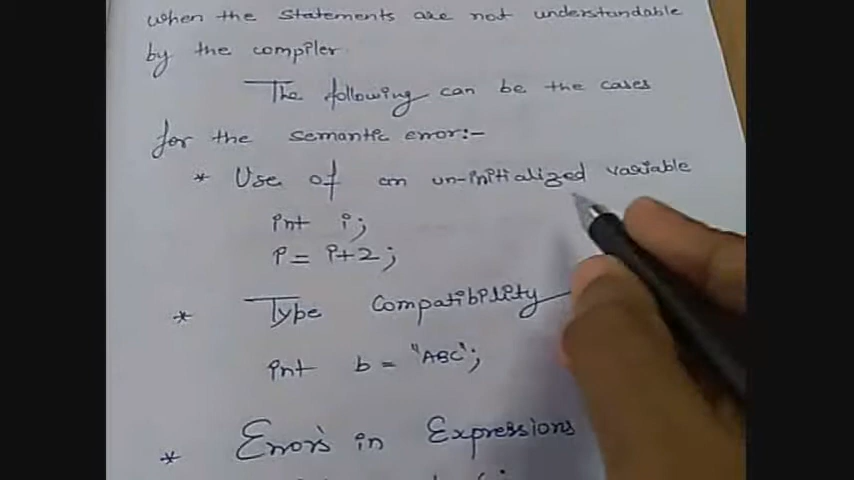 when the statements are not understandable
by the compiler
The following can be the cases
for the semantic error:-
* Use of an un-initialized variable
int i;
i = i+2;
* Type Compatibility
int b = "ABC";
* Errors in Expressions